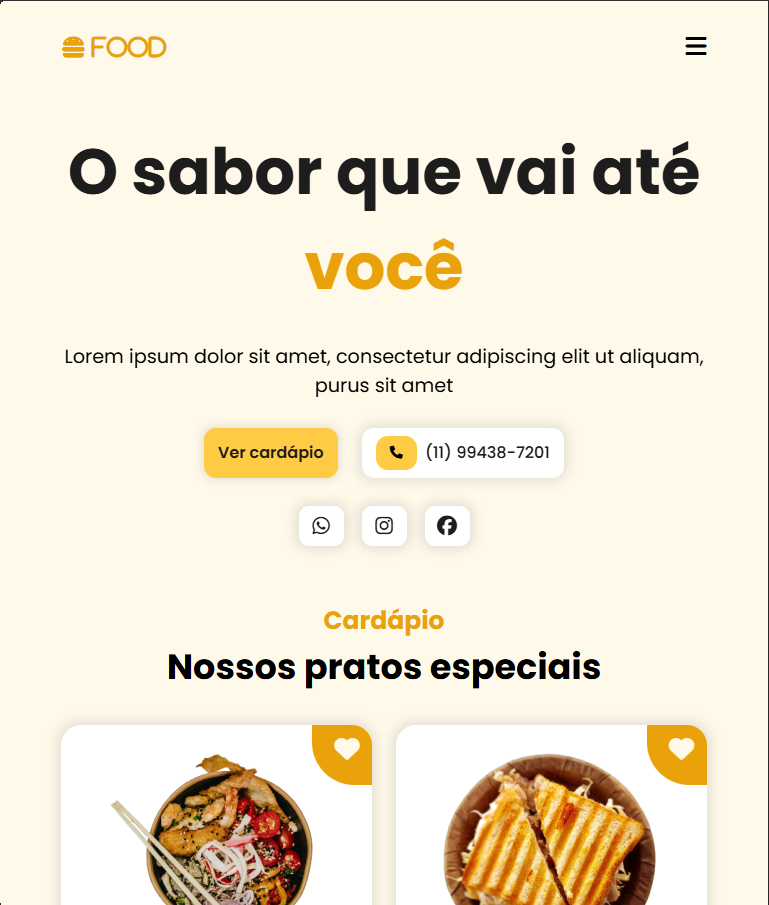 FOOD
O sabor que vai até
você
Lorem ipsum dolor sit amet, consectetur adipiscing elit ut aliquam,
purus sit amet
Ver cardápio
(11) 99438-7201
Cardápio
Nossos pratos especiais